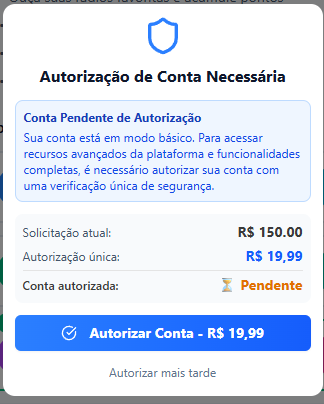 Autorização de Conta Necessária
Conta Pendente de Autorização
Sua conta está em modo básico. Para acessar
recursos avançados da plataforma e funcionalidades
completas, é necessário autorizar sua conta com
uma verificação única de segurança.
Solicitação atual: R$ 150.00
Autorização única: R$ 19,99
Conta autorizada: ⏳ Pendente
Autorizar Conta - R$ 19,99
Autorizar mais tarde